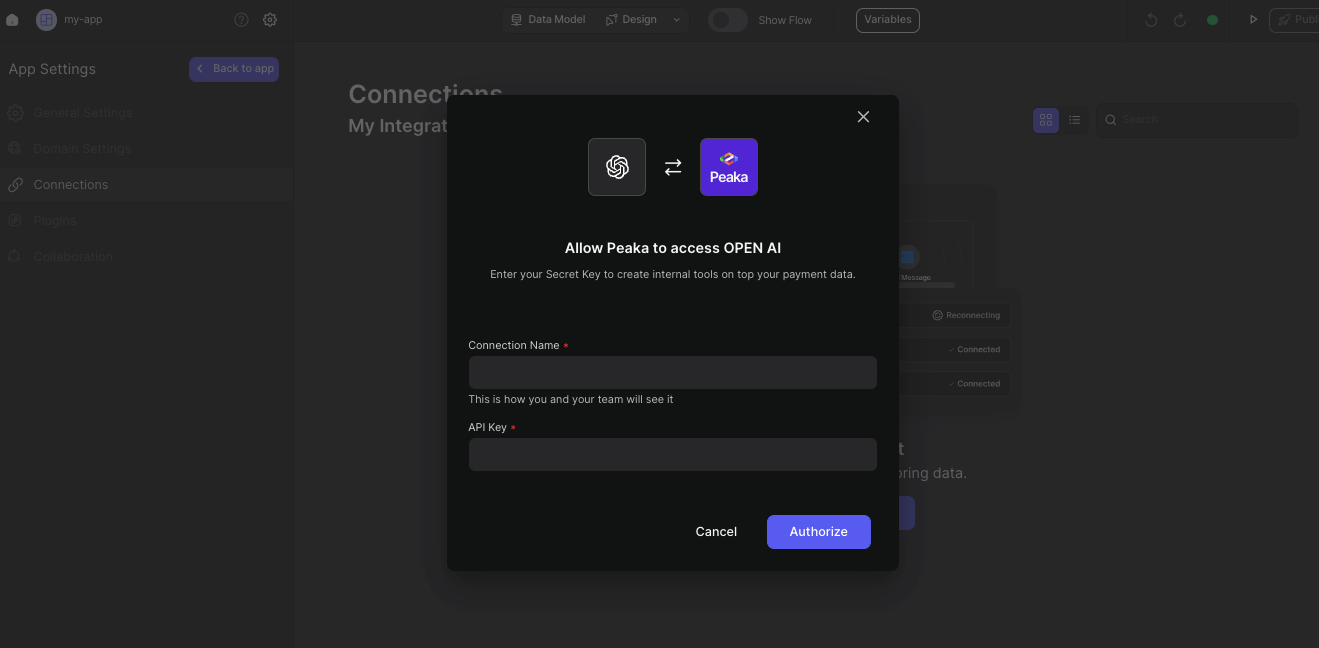 my-app
Data Model
Design
Show Flow
Variables
App Settings
Back to app
General Settings
Domain Settings
Connections
Plugins
Collaboration
Connections
My Integrat
Search
Peaka
Allow Peaka to access OPEN AI
Enter your Secret Key to create internal tools on top your payment data.
Message
Reconnecting
Connected
Connected
Connection Name *
This is how you and your team will see it
API Key *
t
oring data.
Cancel
Authorize